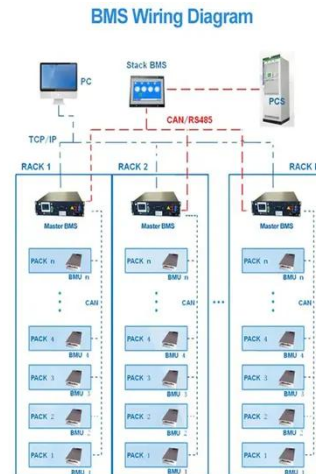 BMS Wiring Diagram
Stack BMS
PC
PCS
CAN/RS485
TCP/IP
RACK 1
RACK 2
RACK
Master BMS
Master BMS
Master BMS
PACK n
BMU n
PACK n
BMU n
PACK n
BMU n
CAN
CAN
CAN
PACK 4
BMU 4
PACK 4
BMU 4
PACK 4
BMU 4
PACK 3
BMU 3
PACK 3
BMU 3
PACK 3
BMU 3
PACK 2
BMU 2
PACK 2
BMU 2
PACK 2
BMU 2
PACK 1
BMU 1
PACK 1
BMU 1
PACK 1
BMU 1